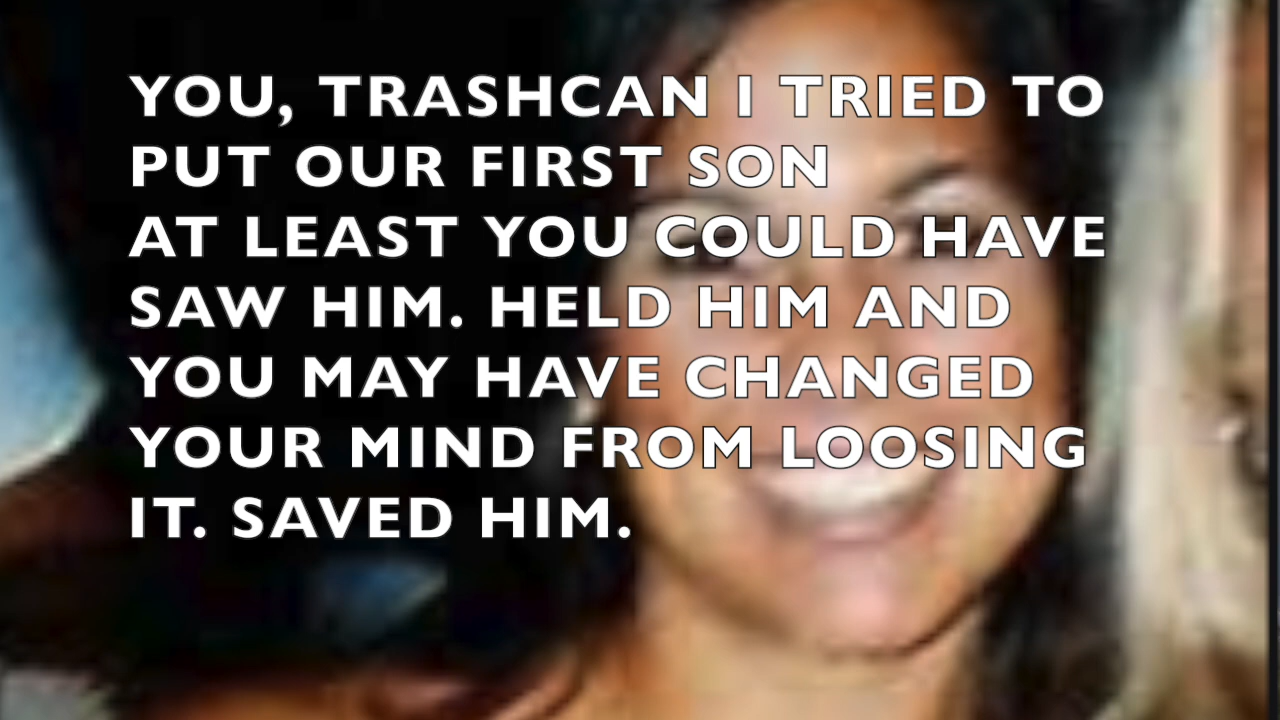 YOU, TRASHCAN I TRIED TO
PUT OUR FIRST SON
AT LEAST YOU COULD HAVE
SAW HIM. HELD HIM AND
YOU MAY HAVE CHANGED
YOUR MIND FROM LOOSING
IT. SAVED HIM.